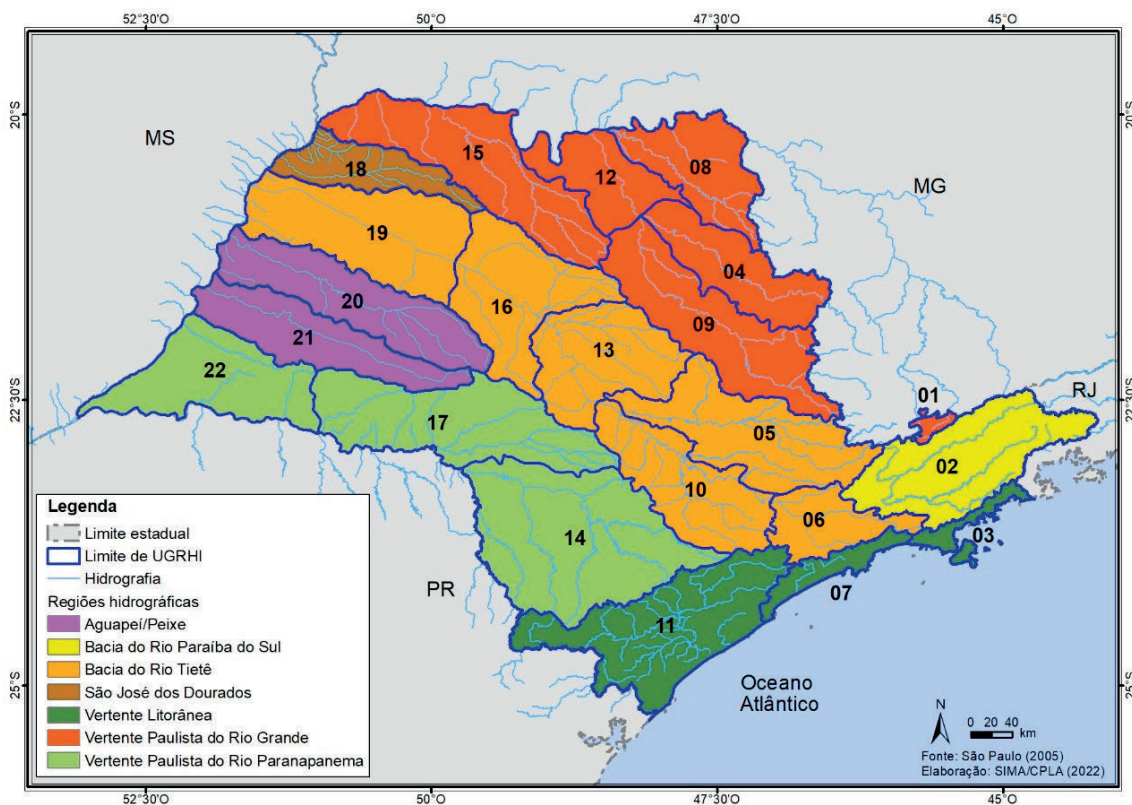 52°30'O 50°O 47°30'O 45°O
20°S 20°S
MS
15
18
12
08
MG
19
04
20
16
09
21
13
22
01
RJ
22°30'S 22°30'S
17
05
02
10
06
03
14
07
PR
11
Oceano
Atlântico
25°S 25°S
Legenda
Limite estadual
Limite de UGRHI
Hidrografia
Regiões hidrográficas
Aguapeí/Peixe
Bacia do Rio Paraíba do Sul
Bacia do Rio Tietê
São José dos Dourados
Vertente Litorânea
Vertente Paulista do Rio Grande
Vertente Paulista do Rio Paranapanema
N
0 20 40
km
Fonte: São Paulo (2005)
Elaboração: SIMA/CPLA (2022)
52°30'O 50°O 47°30'O 45°O